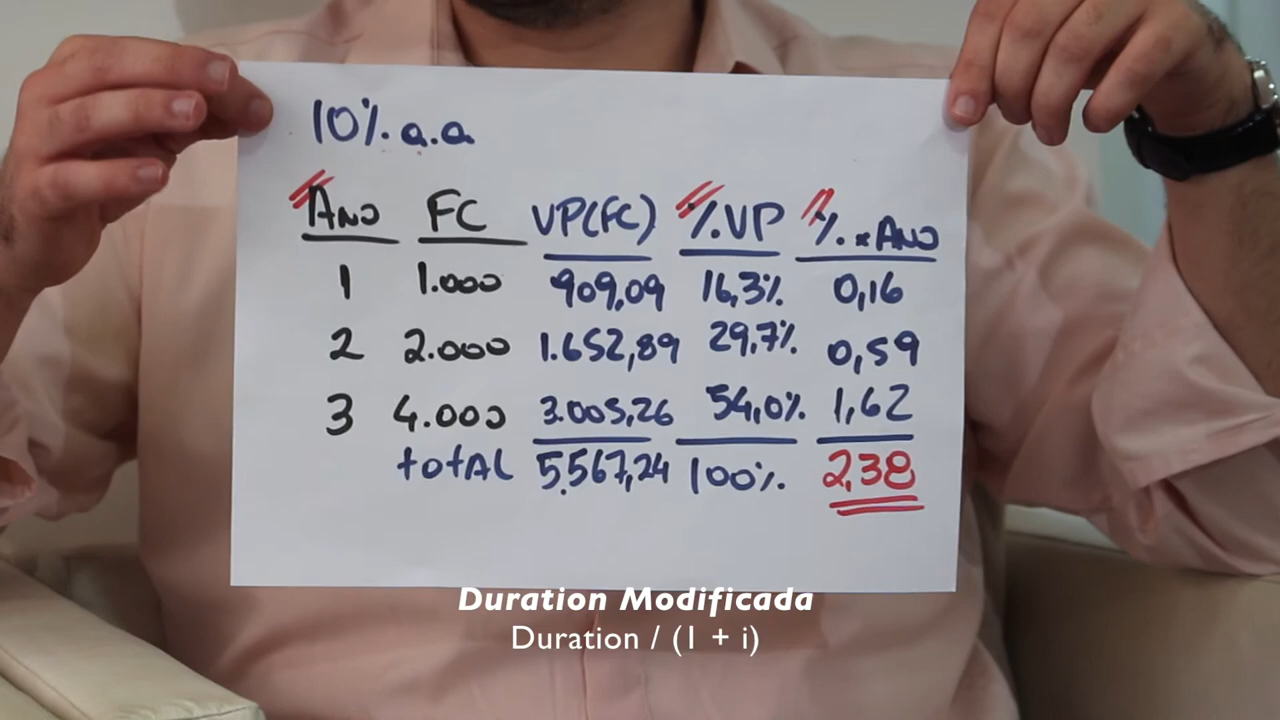 10% a.a
ANO FC VP(FC) % VP % x ANO
1 1.000 909,09 16,3% 0,16
2 2.000 1.652,89 29,7% 0,59
3 4.000 3.005,26 54,0% 1,62
totAL 5.567,24 100% 2,38
Duration Modificada
Duration / (1 + i)